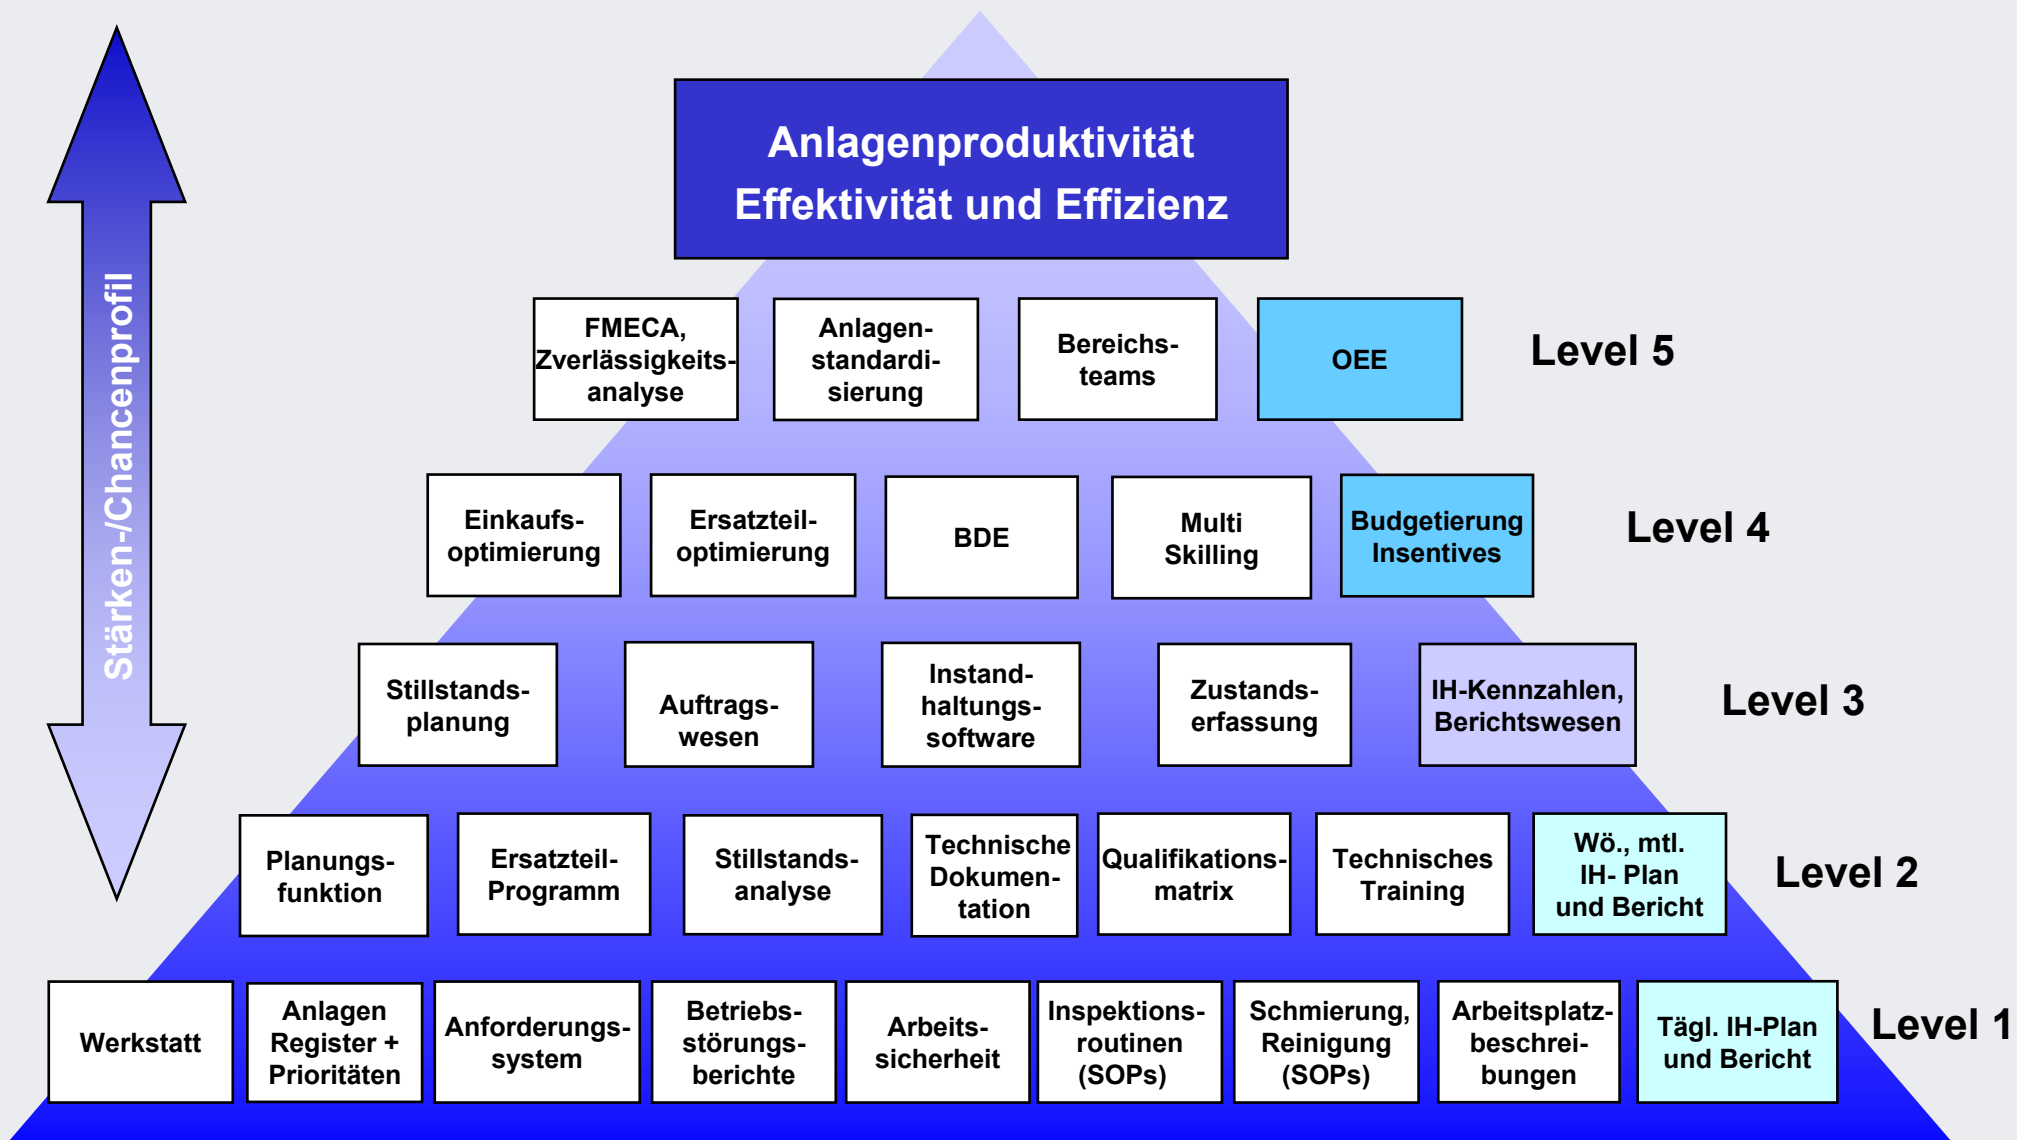 Anlagenproduktivität
Effektivität und Effizienz
Stärken-/Chancenprofil
FMECA,
Zverlässigkeits-
analyse
Anlagen-
standardi-
sierung
Bereichs-
teams
OEE
Level 5
Einkaufs-
optimierung
Ersatzteil-
optimierung
BDE
Multi
Skilling
Budgetierung
Insentives
Level 4
Stillstands-
planung
Auftrags-
wesen
Instand-
haltungs-
software
Zustands-
erfassung
IH-Kennzahlen,
Berichtswesen
Level 3
Planungs-
funktion
Ersatzteil-
Programm
Stillstands-
analyse
Technische
Dokumen-
tation
Qualifikations-
matrix
Technisches
Training
Wö., mtl.
IH- Plan
und Bericht
Level 2
Werkstatt
Anlagen
Register +
Prioritäten
Anforderungs-
system
Betriebs-
störungs-
berichte
Arbeits-
sicherheit
Inspektions-
routinen
(SOPs)
Schmierung,
Reinigung
(SOPs)
Arbeitsplatz-
beschrei-
bungen
Tägl. IH-Plan
und Bericht
Level 1